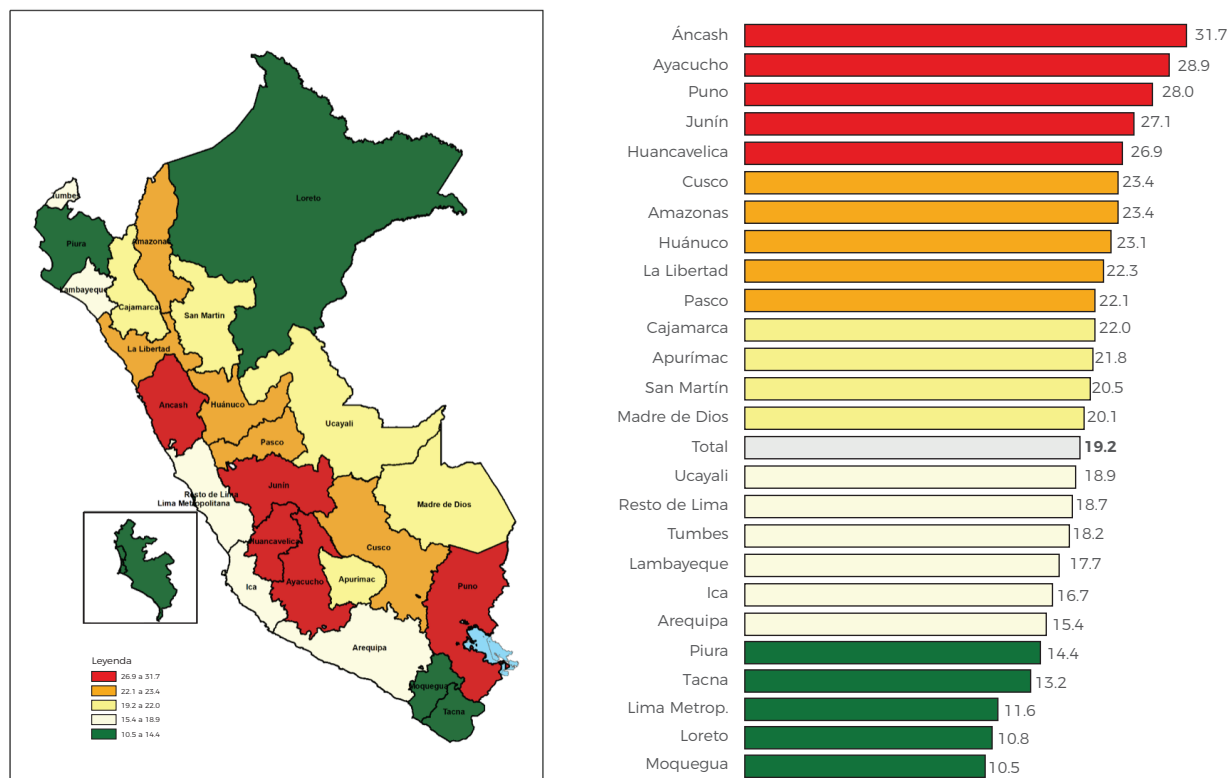 Loreto
Tumbes
Piura
Amazonas
Lambayeque
Cajamarca
San Martín
La Libertad
Ancash
Huánuco
Ucayali
Pasco
Resto de Lima
Lima Metropolitana
Junín
Madre de Dios
Huancavelica
Cusco
Ica
Ayacucho
Apurímac
Puno
Arequipa
Moquegua
Tacna
Leyenda
26.9 a 31.7
22.1 a 23.4
19.2 a 22.0
15.4 a 18.9
10.5 a 14.4
Áncash 31.7
Ayacucho 28.9
Puno 28.0
Junín 27.1
Huancavelica 26.9
Cusco 23.4
Amazonas 23.4
Huánuco 23.1
La Libertad 22.3
Pasco 22.1
Cajamarca 22.0
Apurímac 21.8
San Martín 20.5
Madre de Dios 20.1
Total 19.2
Ucayali 18.9
Resto de Lima 18.7
Tumbes 18.2
Lambayeque 17.7
Ica 16.7
Arequipa 15.4
Piura 14.4
Tacna 13.2
Lima Metrop. 11.6
Loreto 10.8
Moquegua 10.5